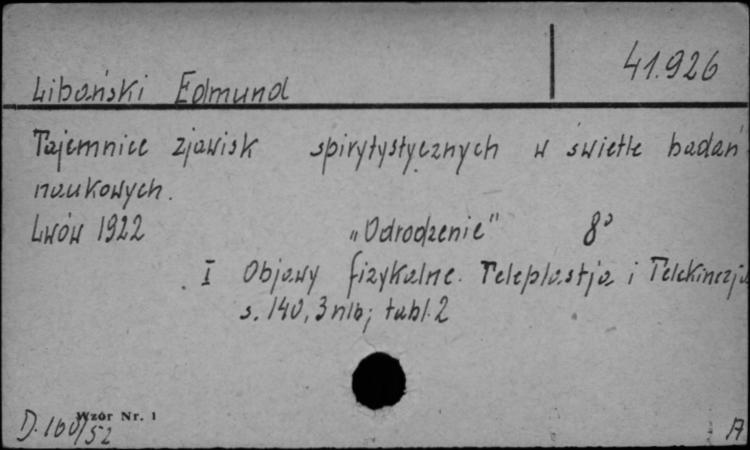 41.926
Libański Edmund
Tajemnice zjawisk spirytystycznych w świetle badań
naukowych.
Lwów 1922 „Odrodzenie" 8°
I Objawy fizykalne. Teleplastja i Telekinezja
s. 140, 3 nlb; tabl. 2
Wzór Nr. 1
D. 160/52
A